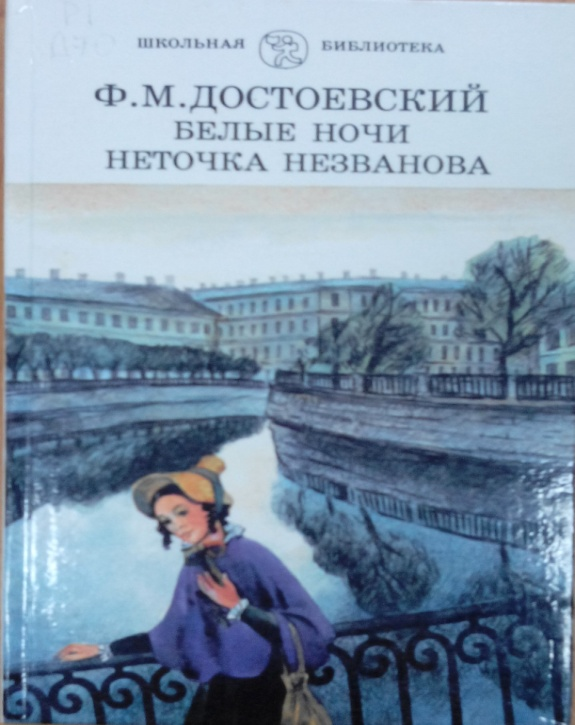 ШКОЛЬНАЯ БИБЛИОТЕКА
Ф.М.ДОСТОЕВСКИЙ
БЕЛЫЕ НОЧИ
НЕТОЧКА НЕЗВАНОВА